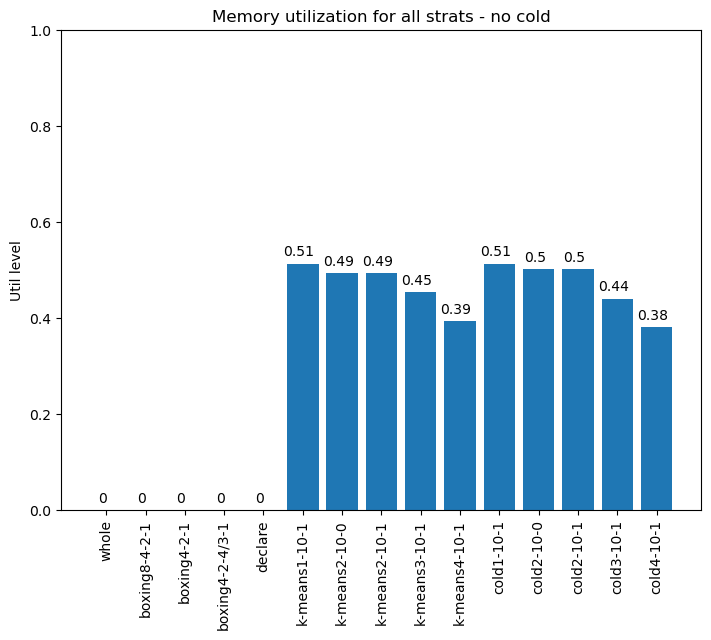 Memory utilization for all strats - no cold
Util level
1.0
0.8
0.6
0.4
0.2
0.0
0
0
0
0
0
0.51
0.49
0.49
0.45
0.39
0.51
0.5
0.5
0.44
0.38
whole
boxing8-4-2-1
boxing4-2-1
boxing4-2-4/3-1
declare
k-means1-10-1
k-means2-10-0
k-means2-10-1
k-means3-10-1
k-means4-10-1
cold1-10-1
cold2-10-0
cold2-10-1
cold3-10-1
cold4-10-1